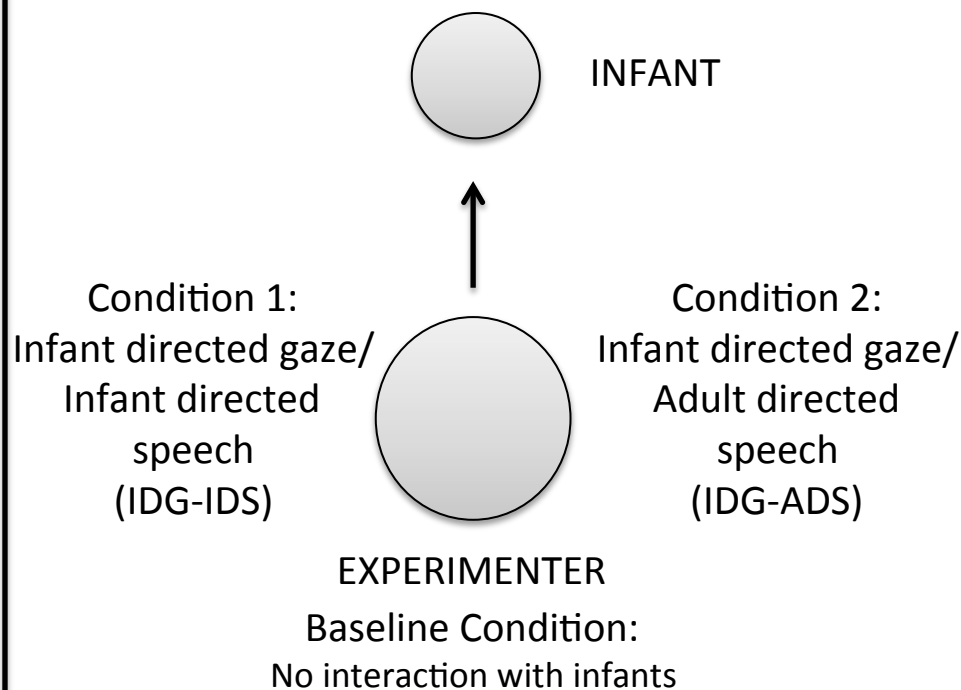 INFANT
Condition 1:
Infant directed gaze/
Infant directed
speech
(IDG-IDS)
Condition 2:
Infant directed gaze/
Adult directed
speech
(IDG-ADS)
EXPERIMENTER
Baseline Condition:
No interaction with infants